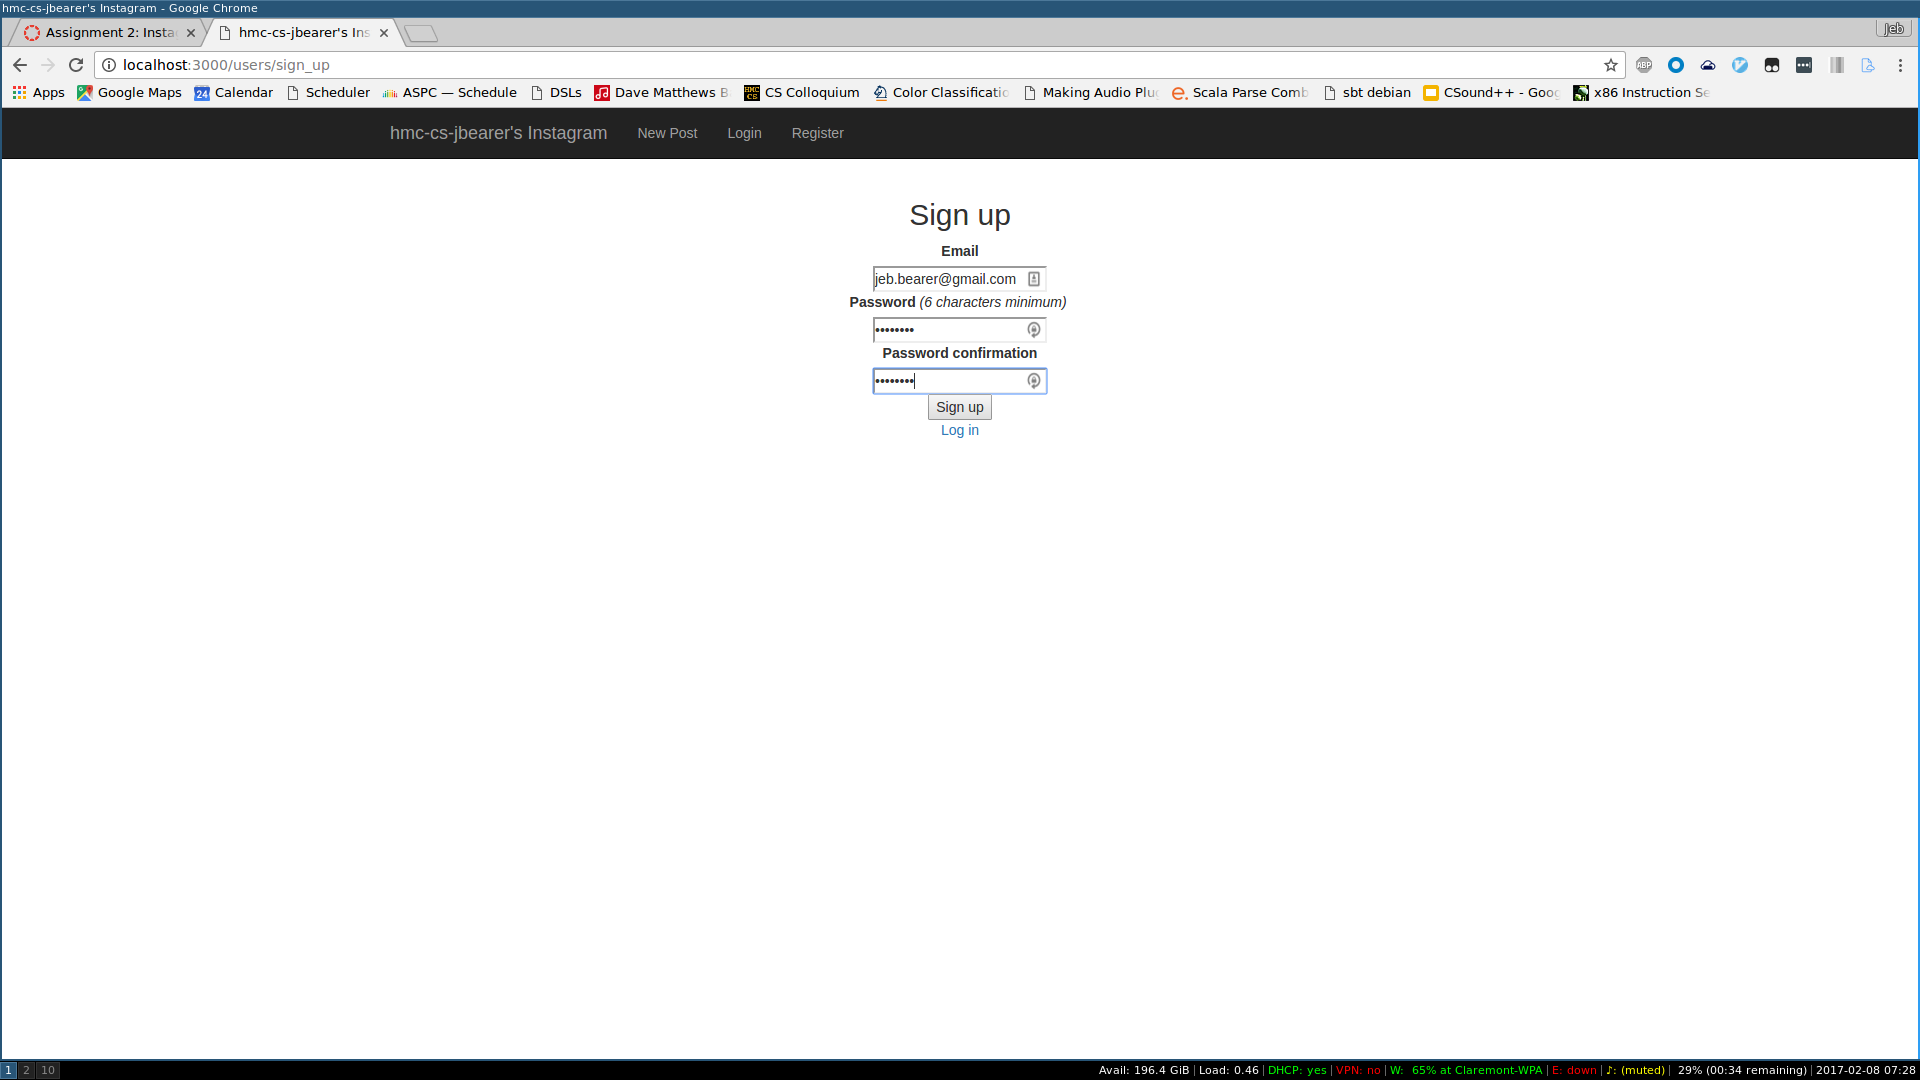 hmc-cs-jbearer's Instagram - Google Chrome
Assignment 2: Insta
hmc-cs-jbearer's Ins
Jeb
localhost:3000/users/sign_up
ABP
Apps
Google Maps
24
Calendar
Scheduler
ASPC — Schedule
DSLs
Dave Matthews B
HMC CS
CS Colloquium
Color Classificatio
Making Audio Plug
Scala Parse Comb
sbt debian
CSound++ - Goog
x86 Instruction Se
hmc-cs-jbearer's Instagram
New Post
Login
Register
Sign up
Email
jeb.bearer@gmail.com
Password (6 characters minimum)
••••••••
Password confirmation
••••••••
Sign up
Log in
1 2 10
Avail: 196.4 GiB | Load: 0.46 | DHCP: yes | VPN: no | W: 65% at Claremont-WPA | E: down | ♪: (muted) | 29% (00:34 remaining) | 2017-02-08 07:28